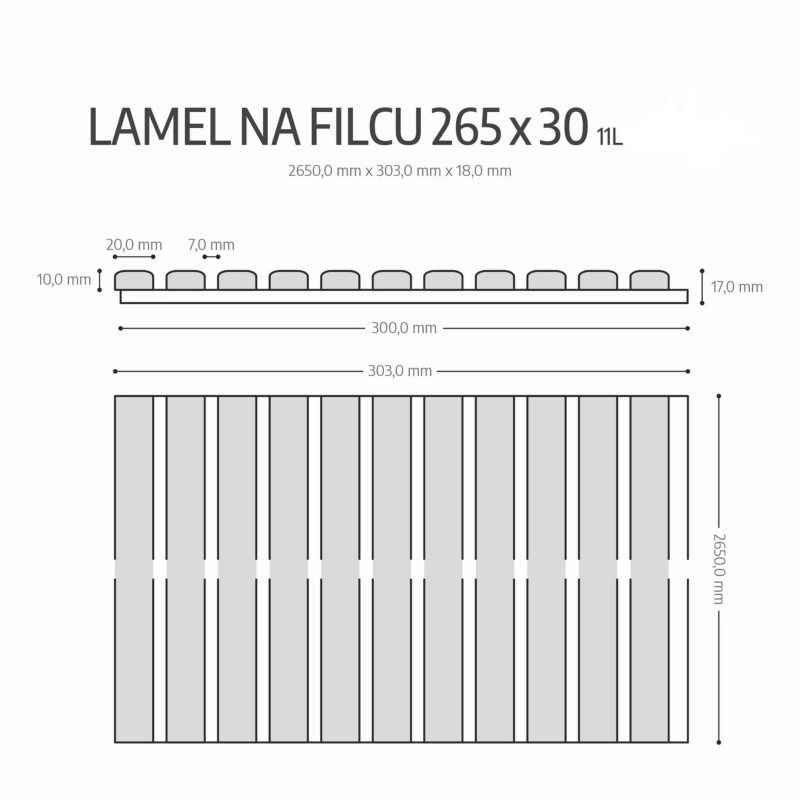 LAMEL NA FILCU 265 x 30 11L
2650,0 mm x 303,0 mm x 18,0 mm
20,0 mm 7,0 mm
10,0 mm
17,0 mm
300,0 mm
303,0 mm
2650,0 mm